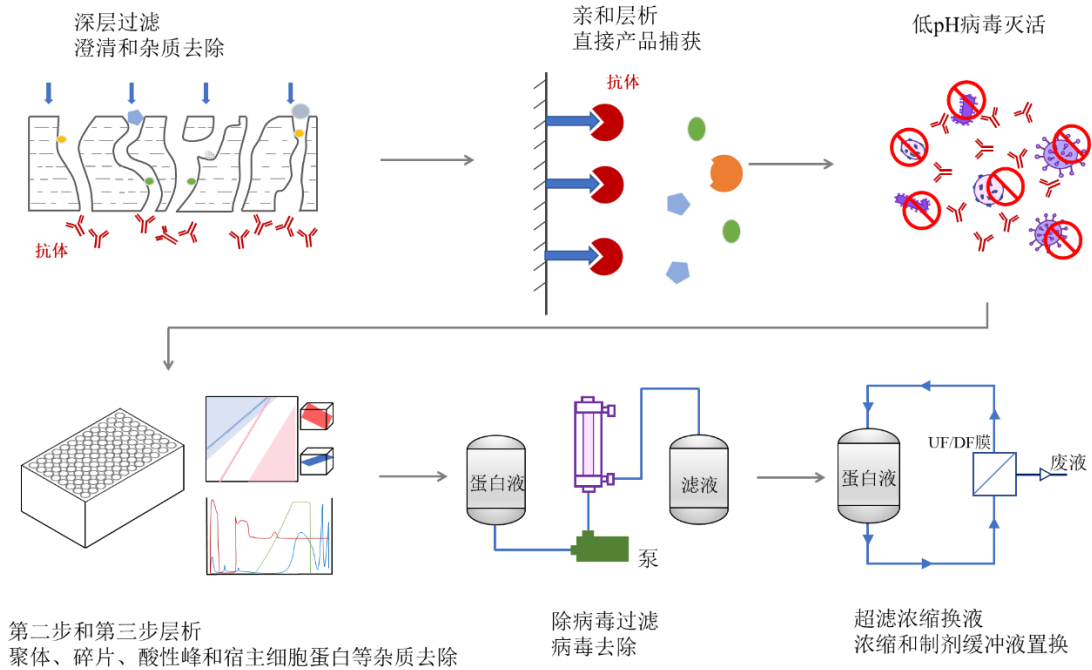 深层过滤
澄清和杂质去除
抗体
亲和层析
直接产品捕获
抗体
低pH病毒灭活
第二步和第三步层析
聚体、碎片、酸性峰和宿主细胞蛋白等杂质去除
蛋白液
滤液
泵
除病毒过滤
病毒去除
蛋白液
UF/DF膜
废液
超滤浓缩换液
浓缩和制剂缓冲液置换